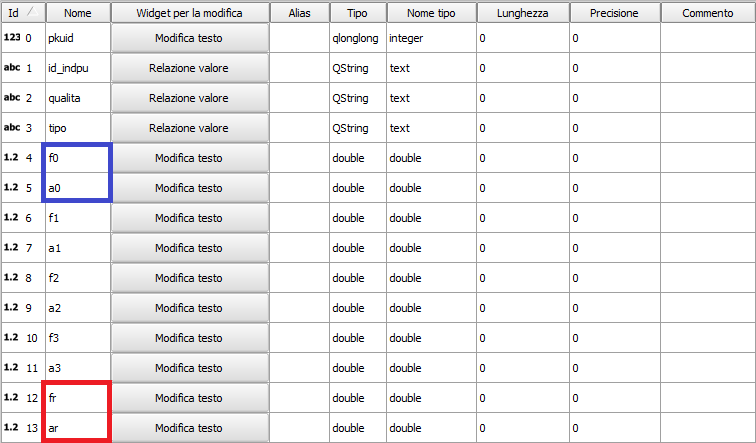 Id Nome Widget per la modifica Alias Tipo Nome tipo Lunghezza Precisione Commento
123 0 pkuid Modifica testo qlonglong integer 0 0
abc 1 id_indpu Relazione valore QString text 0 0
abc 2 qualita Relazione valore QString text 0 0
abc 3 tipo Relazione valore QString text 0 0
1.2 4 f0 Modifica testo double double 0 0
1.2 5 a0 Modifica testo double double 0 0
1.2 6 f1 Modifica testo double double 0 0
1.2 7 a1 Modifica testo double double 0 0
1.2 8 f2 Modifica testo double double 0 0
1.2 9 a2 Modifica testo double double 0 0
1.2 10 f3 Modifica testo double double 0 0
1.2 11 a3 Modifica testo double double 0 0
1.2 12 fr Modifica testo double double 0 0
1.2 13 ar Modifica testo double double 0 0